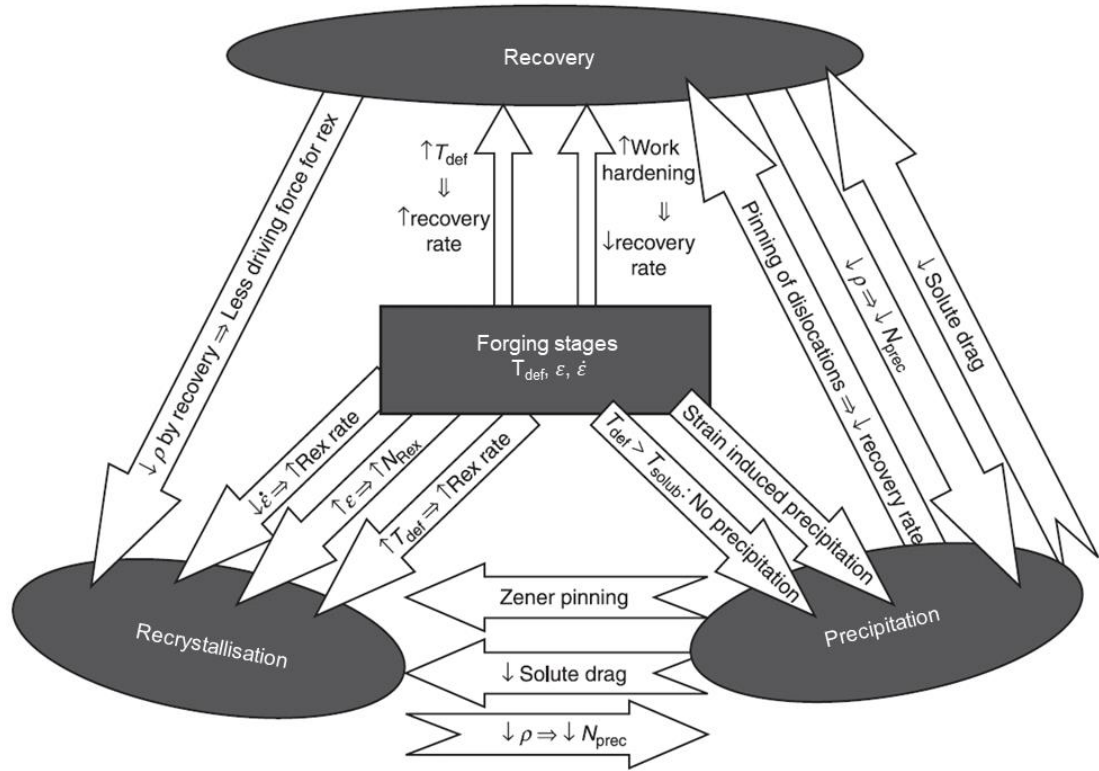 Recovery
↓ ρ by recovery ⇒ Less driving force for rex
↑T_def
⇓
↑recovery
rate
↑Work
hardening
⇓
↓recovery
rate
Pinning of dislocations ⇒ ↓ recovery rate
↓ ρ ⇒ ↓ N_prec
↓ Solute drag
Forging stages
T_def, ε, ε̇
↓ε̇ ⇒ ↑Rex rate
↑ε ⇒ ↑N_Rex
↑T_def ⇒ ↑Rex rate
T_def > T_solub: No precipitation
Strain induced precipitation
Recrystallisation
Zener pinning
↓ Solute drag
↓ ρ ⇒ ↓ N_prec
Precipitation